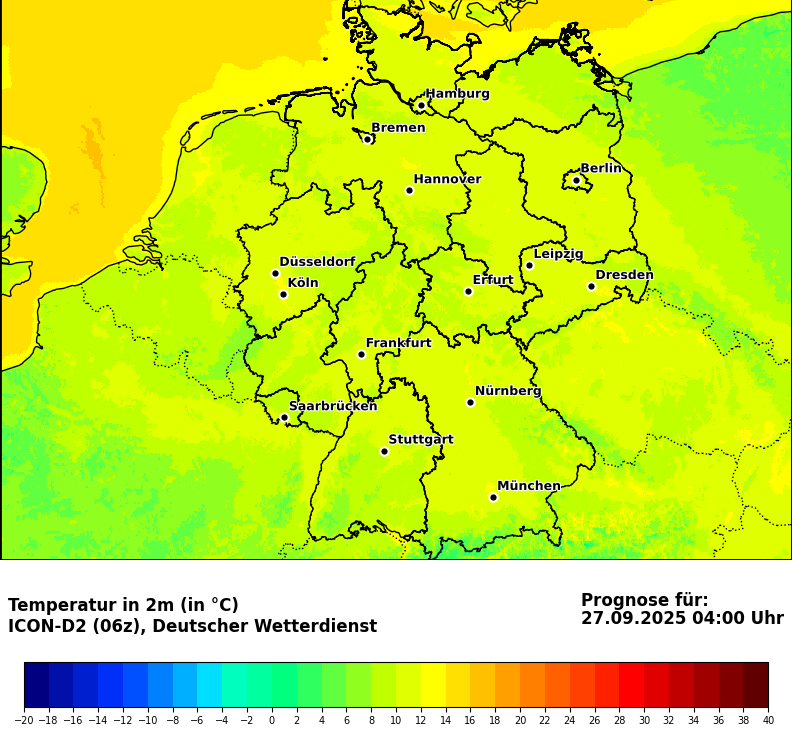 Hamburg
Bremen
Berlin
Hannover
Leipzig
Düsseldorf
Dresden
Köln
Erfurt
Frankfurt
Nürnberg
Saarbrücken
Stuttgart
München
Temperatur in 2m (in °C)
ICON-D2 (06z), Deutscher Wetterdienst
Prognose für:
27.09.2025 04:00 Uhr
−20 −18 −16 −14 −12 −10 −8 −6 −4 −2 0 2 4 6 8 10 12 14 16 18 20 22 24 26 28 30 32 34 36 38 40